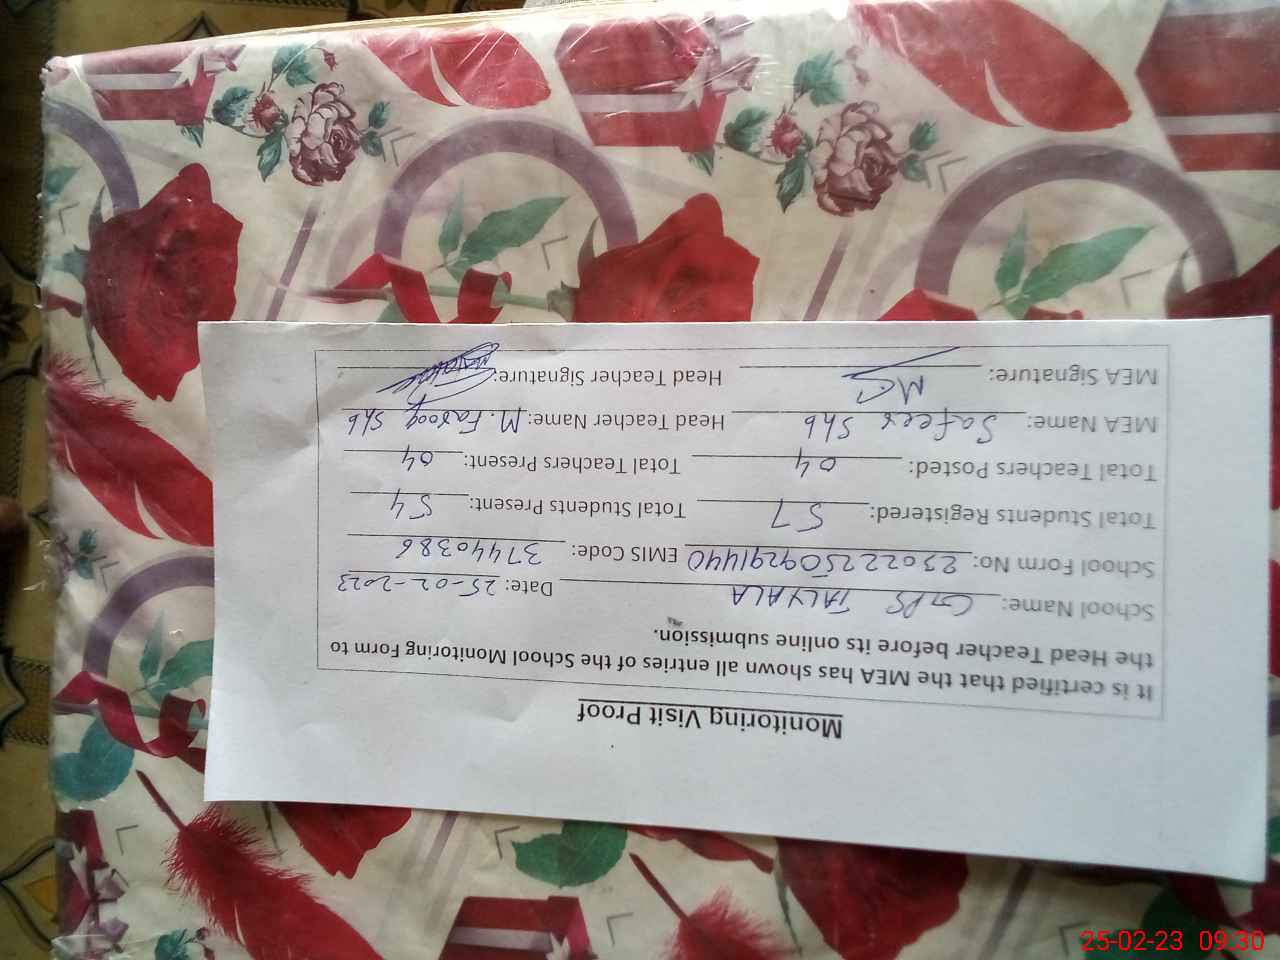 Monitoring Visit Proof
It is certified that the MEA has shown all entries of the School Monitoring Form to
the Head Teacher before its online submission.
School Name: GPS TALYALA Date: 25-02-2023
School Form No: 230222509291440 EMIS Code: 37440386
Total Students Registered: 57 Total Students Present: 54
Total Teachers Posted: 04 Total Teachers Present: 04
MEA Name: Safeer Shb Head Teacher Name: M. Farooq Shb
MEA Signature: Head Teacher Signature:
25-02-23 09:30